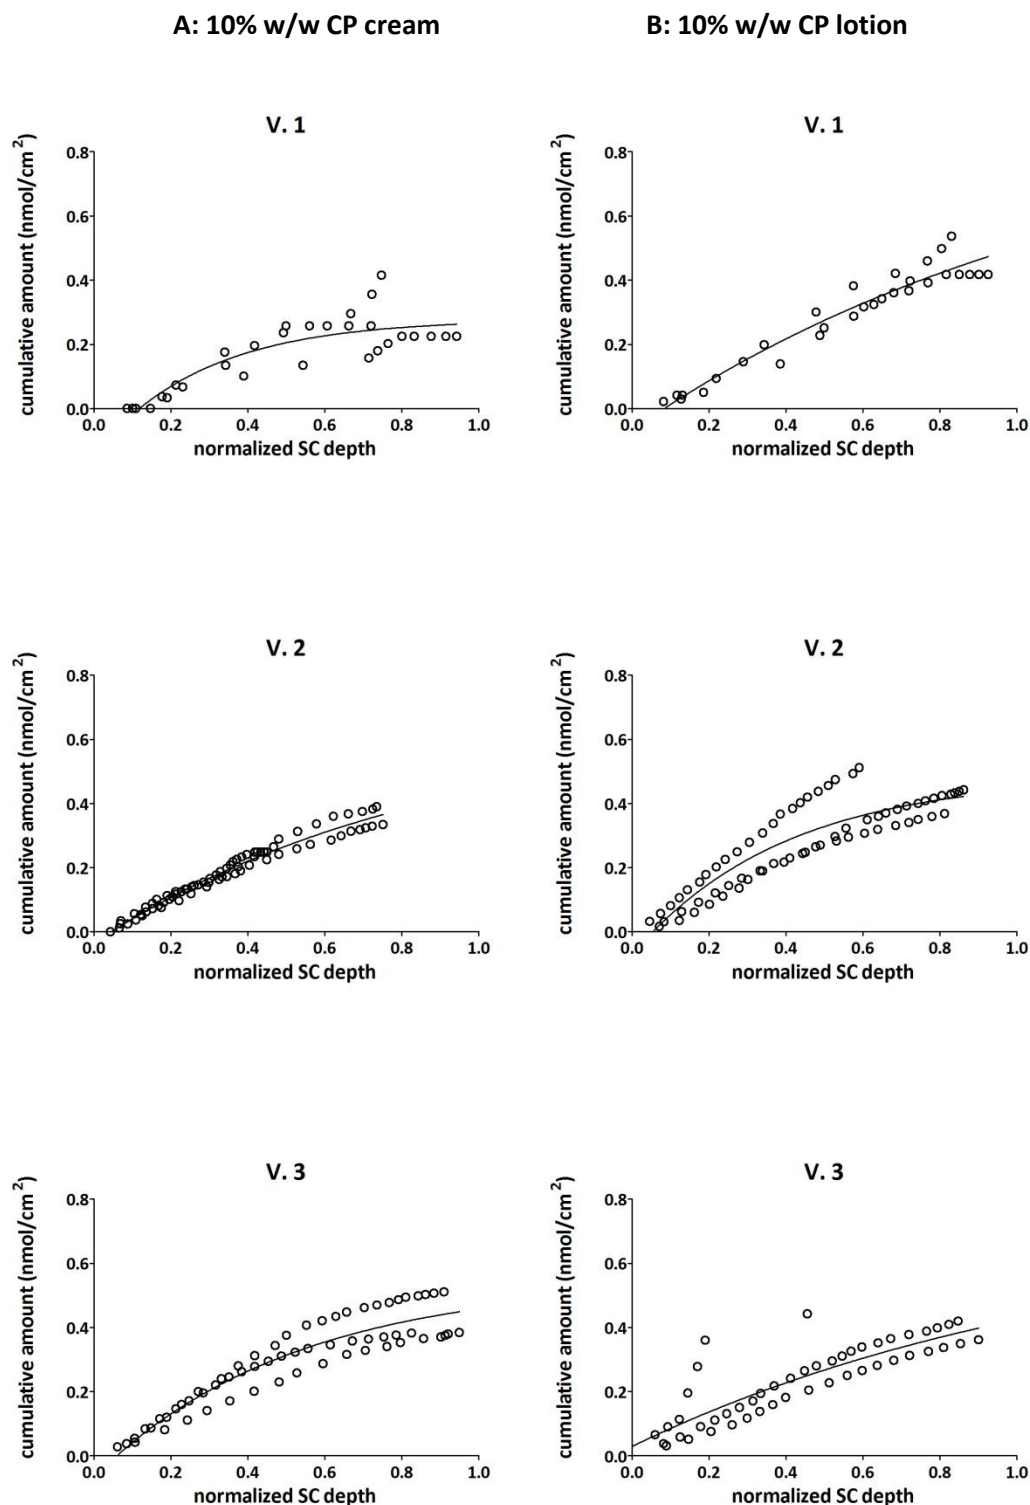 A: 10% w/w CP cream
B: 10% w/w CP lotion
V. 1
cumulative amount (nmol/cm²)
0.8
0.6
0.4
0.2
0.0
0.0 0.2 0.4 0.6 0.8 1.0
normalized SC depth
V. 1
cumulative amount (nmol/cm²)
0.8
0.6
0.4
0.2
0.0
0.0 0.2 0.4 0.6 0.8 1.0
normalized SC depth
V. 2
cumulative amount (nmol/cm²)
0.8
0.6
0.4
0.2
0.0
0.0 0.2 0.4 0.6 0.8 1.0
normalized SC depth
V. 2
cumulative amount (nmol/cm²)
0.8
0.6
0.4
0.2
0.0
0.0 0.2 0.4 0.6 0.8 1.0
normalized SC depth
V. 3
cumulative amount (nmol/cm²)
0.8
0.6
0.4
0.2
0.0
0.0 0.2 0.4 0.6 0.8 1.0
normalized SC depth
V. 3
cumulative amount (nmol/cm²)
0.8
0.6
0.4
0.2
0.0
0.0 0.2 0.4 0.6 0.8 1.0
normalized SC depth